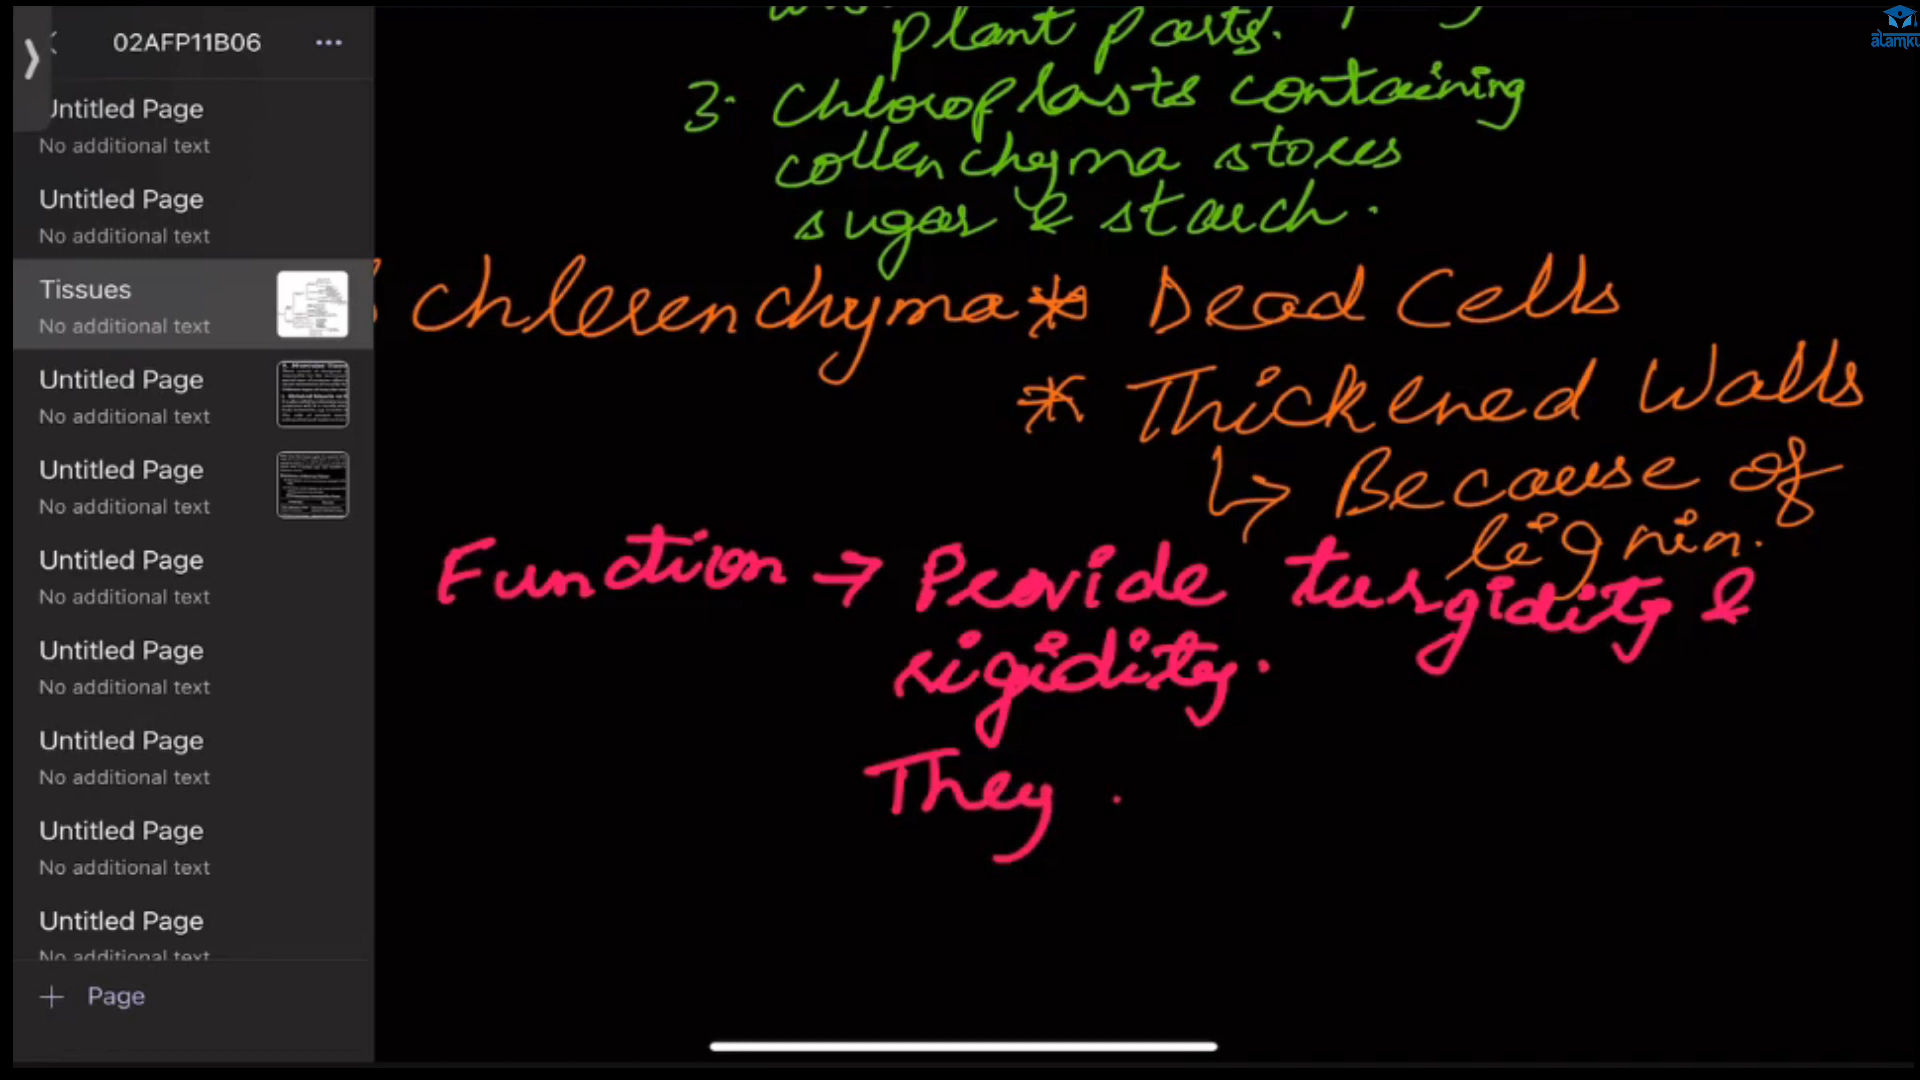 02AFP11B06
Untitled Page
No additional text
Untitled Page
No additional text
Tissues
No additional text
Untitled Page
No additional text
Untitled Page
No additional text
Untitled Page
No additional text
Untitled Page
No additional text
Untitled Page
No additional text
Untitled Page
No additional text
Untitled Page
No additional text
+ Page
plant parts.
3. Chloroplasts containing
collenchyma stores
sugar & starch.
Chlerenchyma * Dead Cells
* Thickened Walls
↳ Because of
lignin.
Function → Provide turgidity &
rigidity.
They .